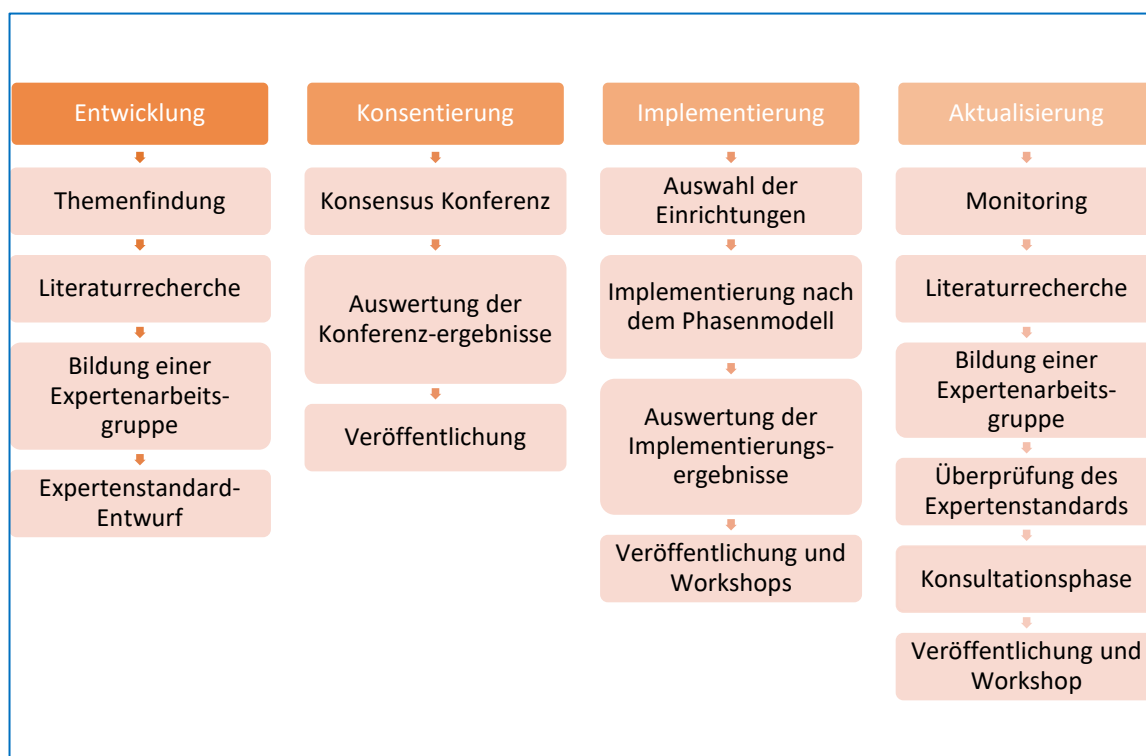 Entwicklung
Themenfindung
Literaturrecherche
Bildung einer
Expertenarbeits-
gruppe
Expertenstandard-
Entwurf
Konsentierung
Konsensus Konferenz
Auswertung der
Konferenz-ergebnisse
Veröffentlichung
Implementierung
Auswahl der
Einrichtungen
Implementierung nach
dem Phasenmodell
Auswertung der
Implementierungs-
ergebnisse
Veröffentlichung und
Workshops
Aktualisierung
Monitoring
Literaturrecherche
Bildung einer
Expertenarbeits-
gruppe
Überprüfung des
Expertenstandards
Konsultationsphase
Veröffentlichung und
Workshop